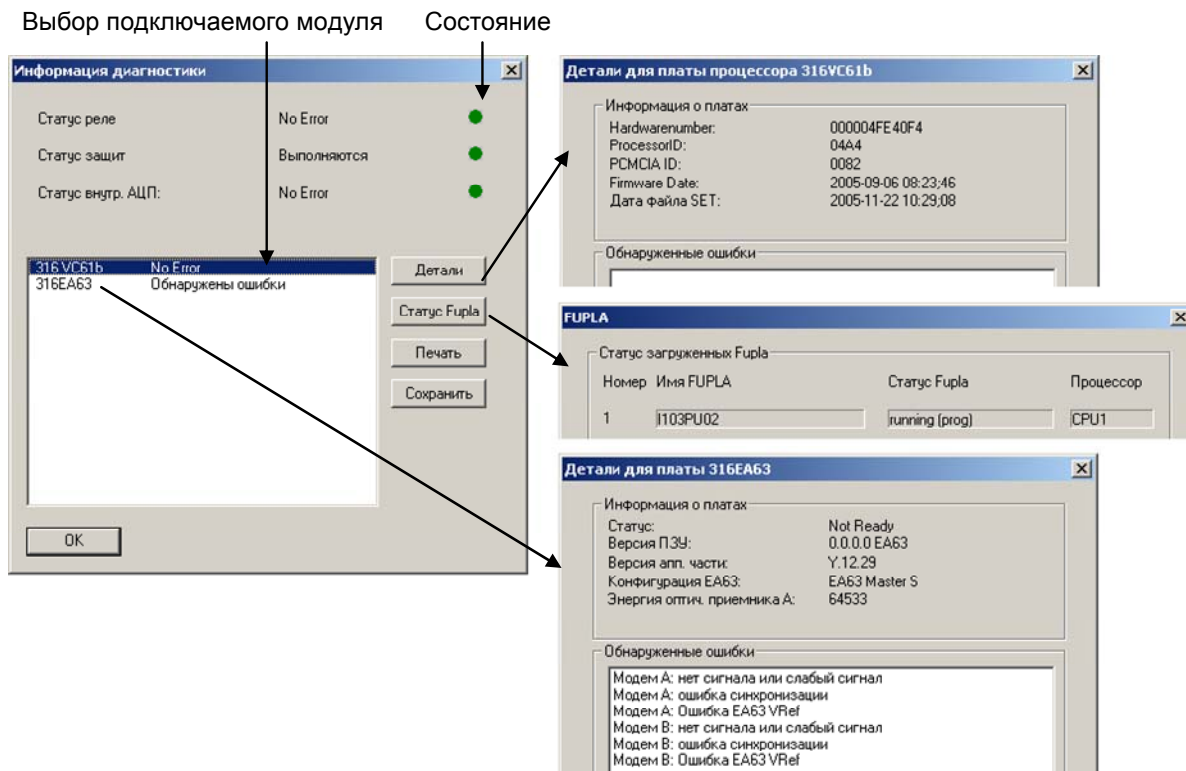 Выбор подключаемого модуля Состояние
Информация диагностики
Статус реле No Error
Статус защит Выполняются
Статус внутр. АЦП: No Error
316 VC61b No Error
316EA63 Обнаружены ошибки
Детали
Статус Fupla
Печать
Сохранить
OK
Детали для платы процессора 316VC61b
Информация о платах
Hardwarenumber: 000004FE40F4
ProcessorID: 04A4
PCMCIA ID: 0082
Firmware Date: 2005-09-06 08:23;46
Дата файла SET: 2005-11-22 10:29;08
Обнаруженные ошибки
FUPLA
Статус загруженных Fupla
Номер Имя FUPLA Статус Fupla Процессор
1 I103PU02 running (prog) CPU1
Детали для платы 316EA63
Информация о платах
Статус: Not Ready
Версия ПЗУ: 0.0.0.0 EA63
Версия апп. части: Y.12.29
Конфигурация EA63: EA63 Master S
Энергия оптич. приемника A: 64533
Обнаруженные ошибки
Модем A: нет сигнала или слабый сигнал
Модем A: ошибка синхронизации
Модем A: Ошибка EA63 VRef
Модем B: нет сигнала или слабый сигнал
Модем B: ошибка синхронизации
Модем B: Ошибка EA63 VRef